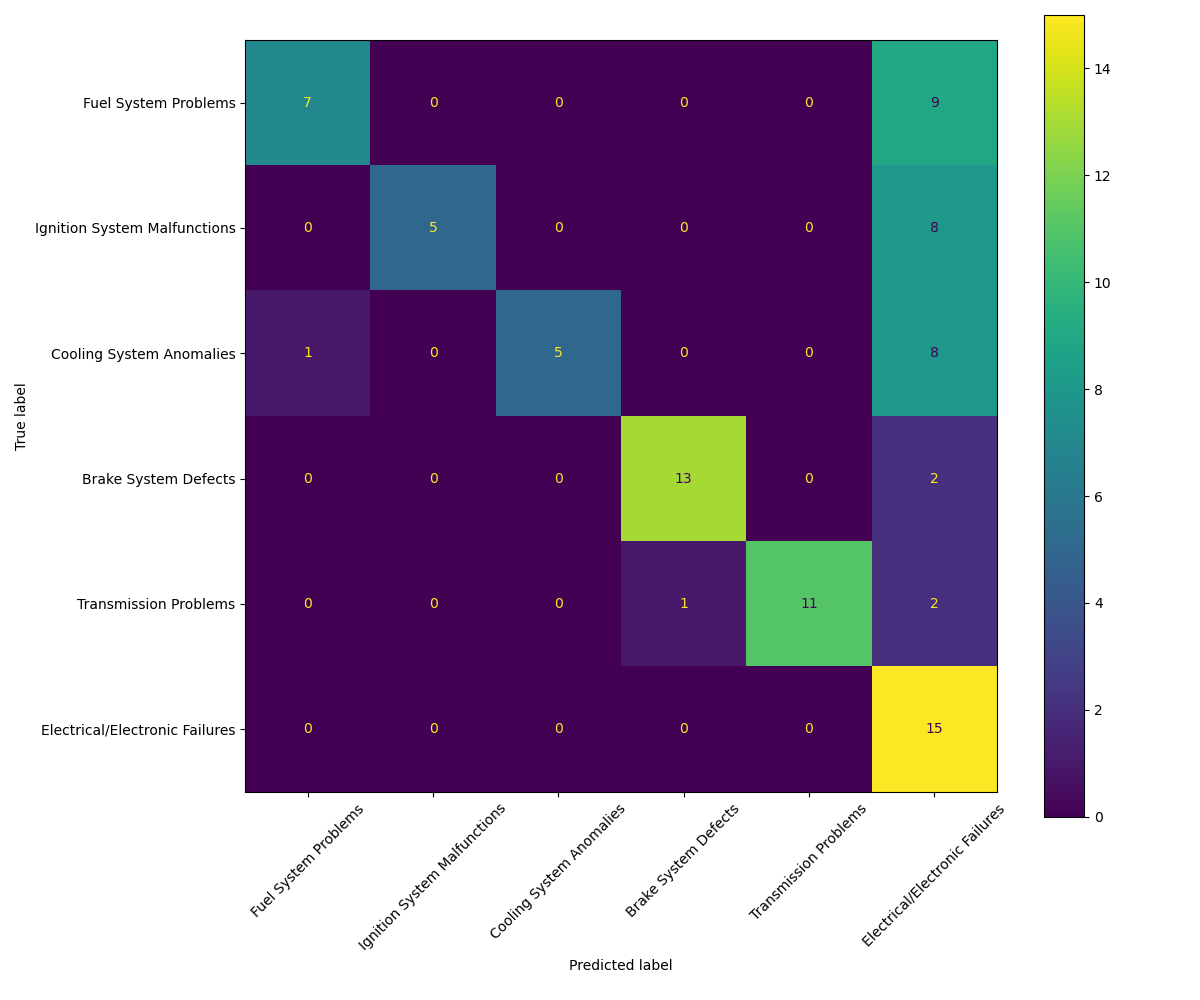 Fuel System Problems 7 0 0 0 0 9
Ignition System Malfunctions 0 5 0 0 0 8
Cooling System Anomalies 1 0 5 0 0 8
Brake System Defects 0 0 0 13 0 2
Transmission Problems 0 0 0 1 11 2
Electrical/Electronic Failures 0 0 0 0 0 15
True label
Fuel System Problems
Ignition System Malfunctions
Cooling System Anomalies
Brake System Defects
Transmission Problems
Electrical/Electronic Failures
Predicted label
14
12
10
8
6
4
2
0